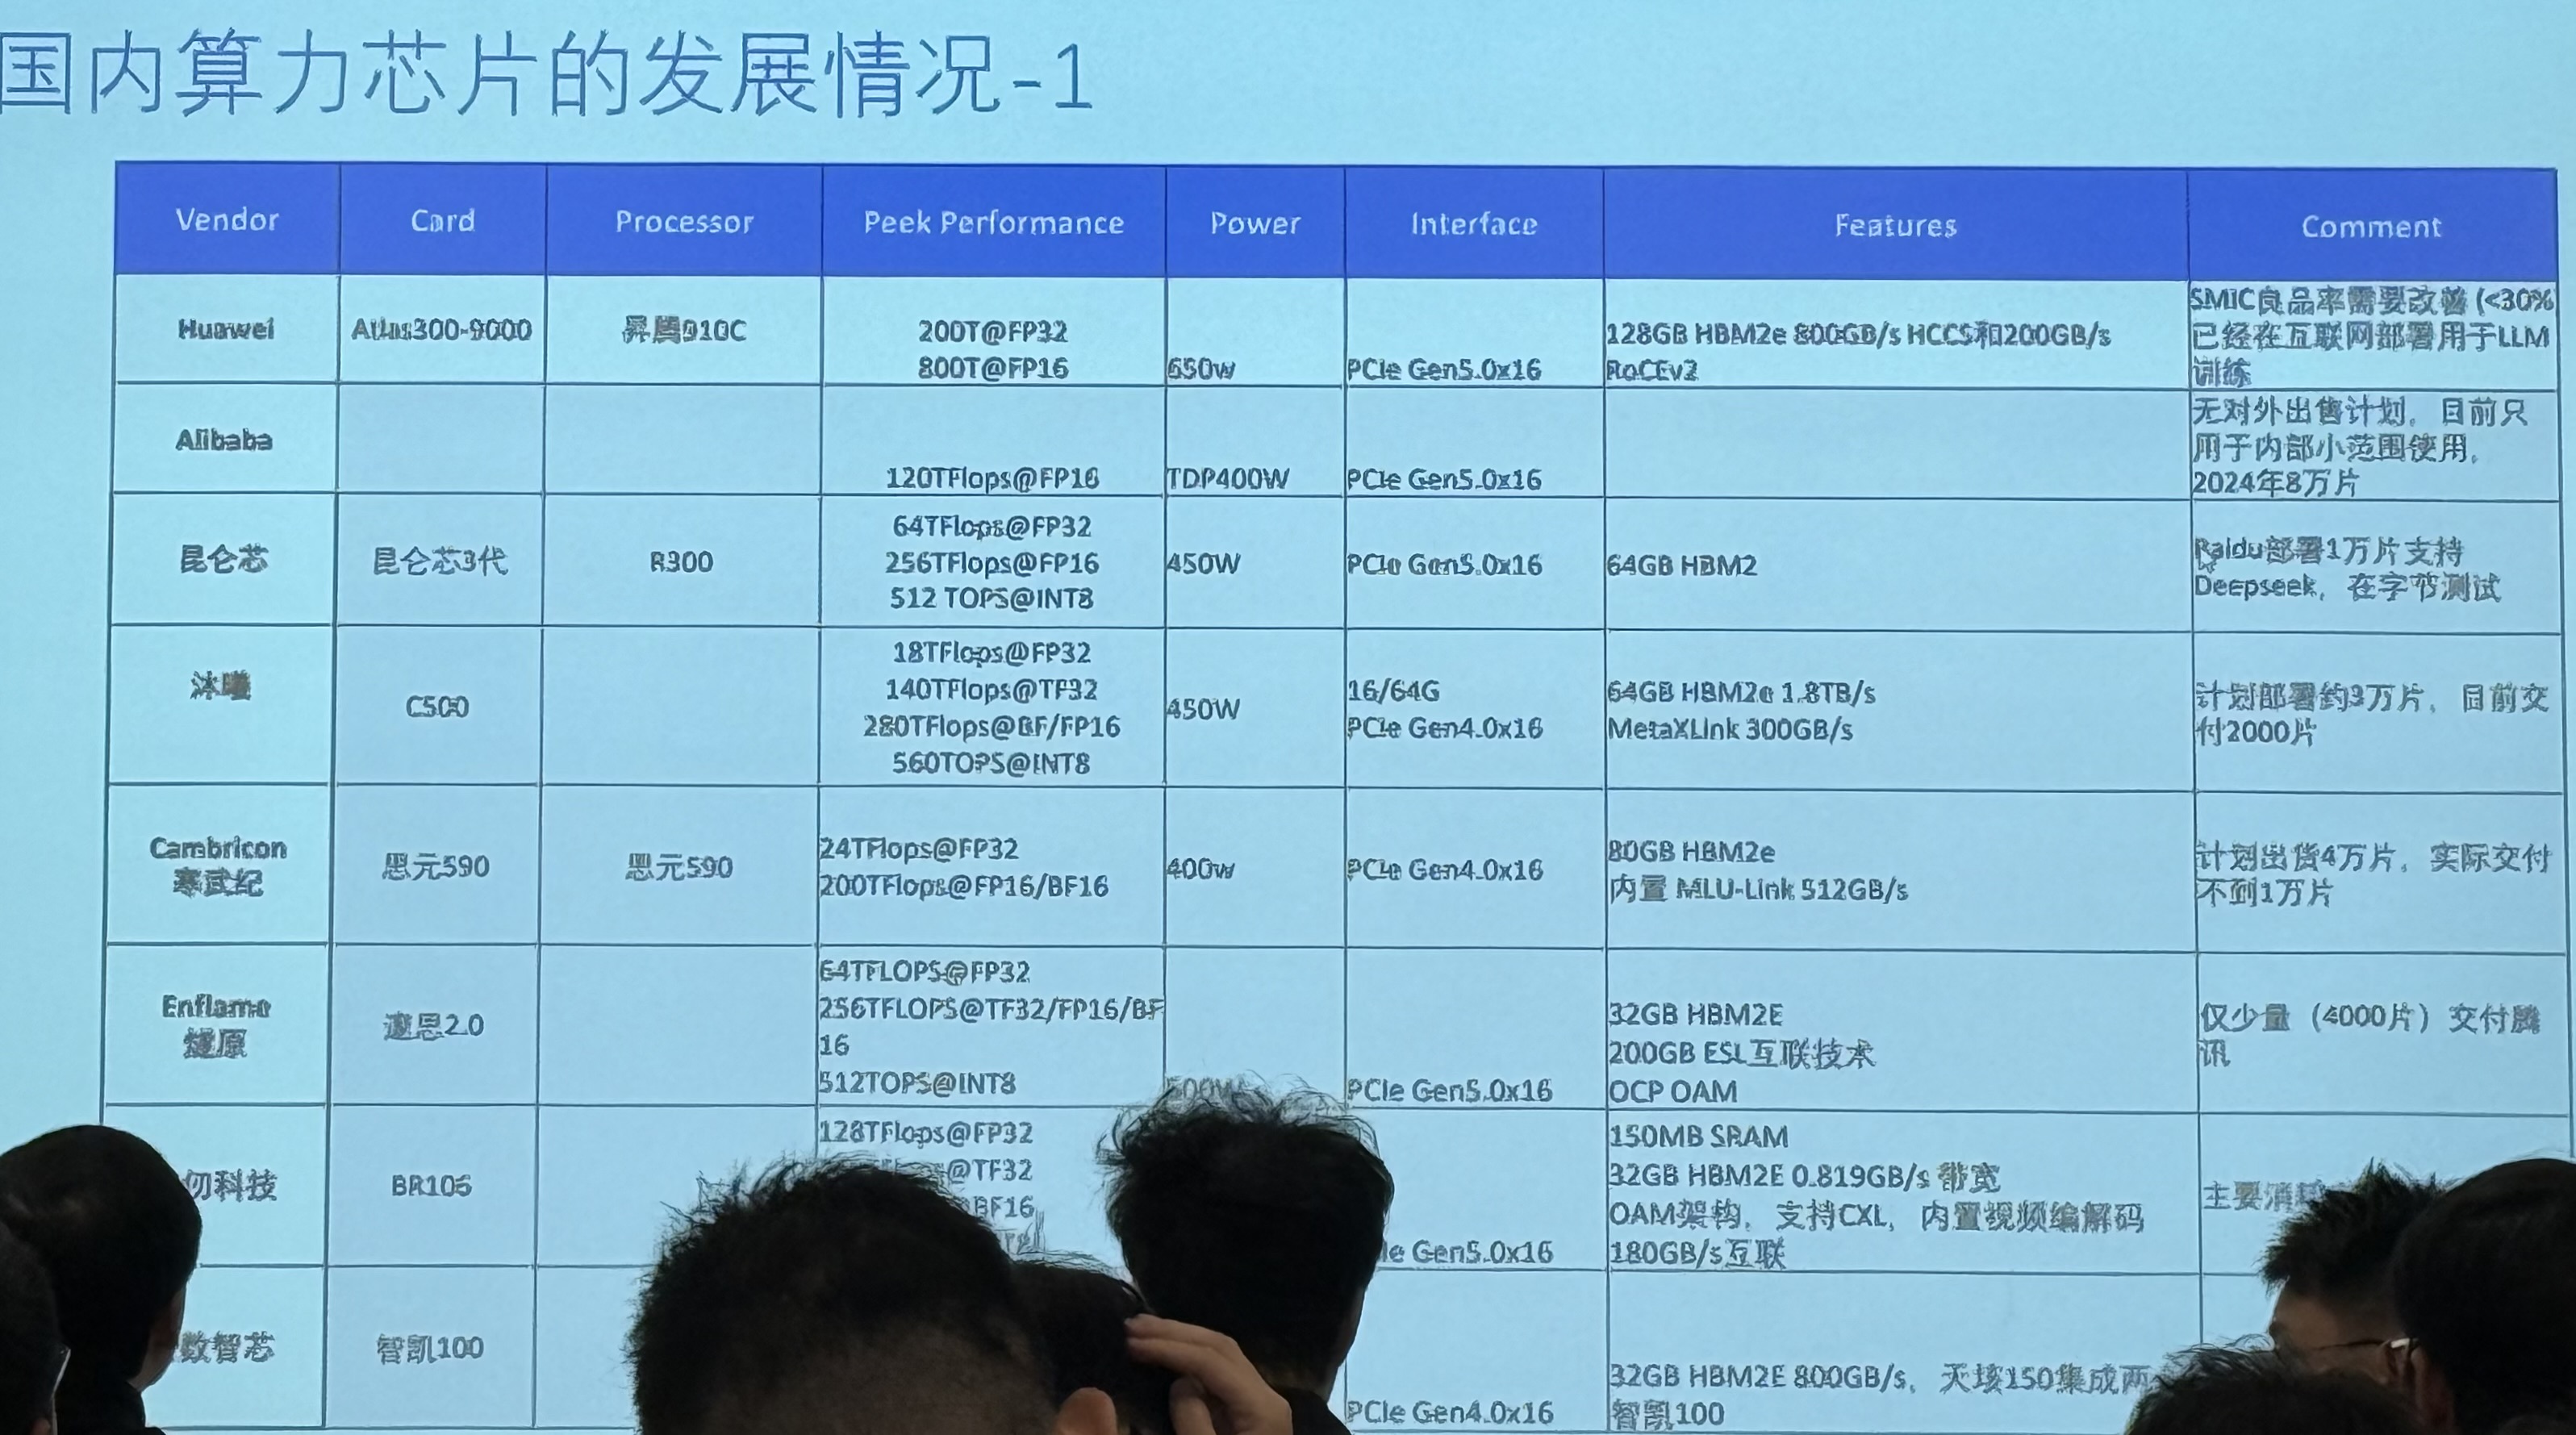 国内算力芯片的发展情况-1
Vendor
Card
Processor
Peek Performance
Power
Interface
Features
Comment
Huawei
Atlas300-9000
昇腾910C
200T@FP32
800T@FP16
650w
PCIe Gen5.0x16
128GB HBM2e 800GB/s HCCS和200GB/s
RoCEv2
SMIC良品率需要改善 (<30%
已经在互联网部署用于LLM
训练
Alibaba
120TFlops@FP16
TDP400W
PCIe Gen5.0x16
无对外出售计划，目前只
用于内部小范围使用，
2024年8万片
昆仑芯
昆仑芯3代
R300
64TFlops@FP32
256TFlops@FP16
512 TOPS@INT8
450W
PCIe Gen5.0x16
64GB HBM2
Baidu部署1万片支持
Deepseek，在字节测试
沐曦
C500
18TFlops@FP32
140TFlops@TF32
280TFlops@BF/FP16
560TOPS@INT8
450W
16/64G
PCIe Gen4.0x16
64GB HBM2e 1.8TB/s
MetaXLink 300GB/s
计划部署约3万片，目前交
付2000片
Cambricon
寒武纪
思元590
思元590
24TFlops@FP32
200TFlops@FP16/BF16
400w
PCIe Gen4.0x16
80GB HBM2e
内置 MLU-Link 512GB/s
计划出货4万片，实际交付
不到1万片
Enflame
燧原
邃思2.0
64TFLOPS@FP32
256TFLOPS@TF32/FP16/BF
16
512TOPS@INT8
PCIe Gen5.0x16
32GB HBM2E
200GB ESL互联技术
OCP OAM
仅少量（4000片）交付腾
讯
仞科技
BR106
128TFlops@FP32
@TF32
BF16
Ie Gen5.0x16
150MB SRAM
32GB HBM2E 0.819GB/s 带宽
OAM架构，支持CXL，内置视频编解码
180GB/s互联
主要消
数智芯
智凯100
PCIe Gen4.0x16
32GB HBM2E 800GB/s，天垓150集成两
智凯100